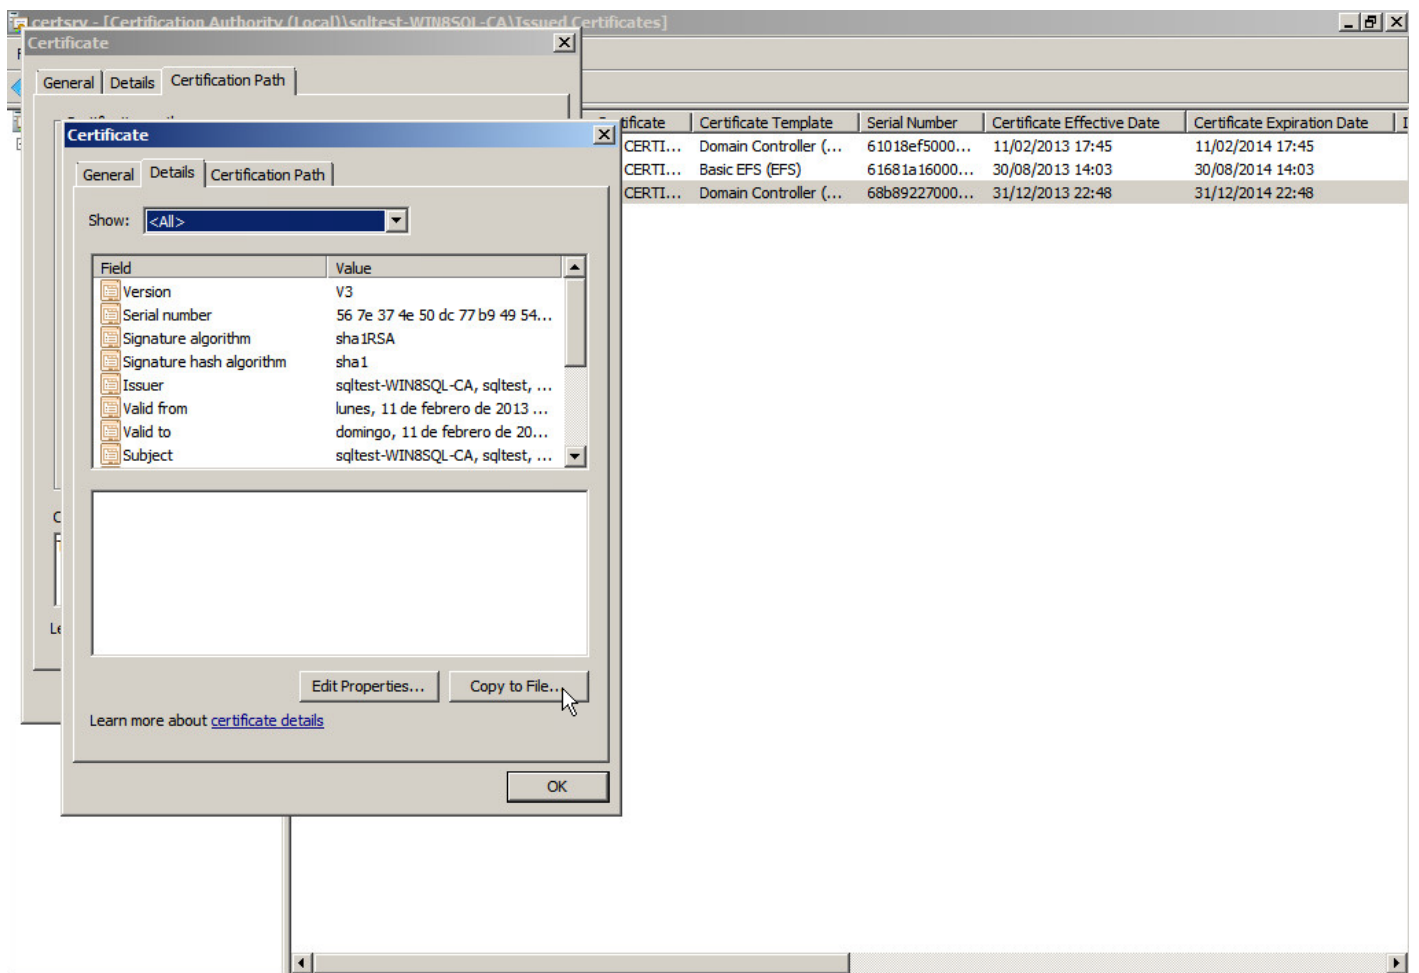 certsrv - [Certification Authority (Local)\sqltest-WIN8SQL-CA\Issued Certificates]
Certificate
General Details Certification Path
Certificate Template Serial Number Certificate Effective Date Certificate Expiration Date
CERTI... Domain Controller (... 61018ef5000... 11/02/2013 17:45 11/02/2014 17:45
CERTI... Basic EFS (EFS) 61681a16000... 30/08/2013 14:03 30/08/2014 14:03
CERTI... Domain Controller (... 68b89227000... 31/12/2013 22:48 31/12/2014 22:48
Certificate
General Details Certification Path
Show: <All>
Field Value
Version V3
Serial number 56 7e 37 4e 50 dc 77 b9 49 54...
Signature algorithm sha1RSA
Signature hash algorithm sha1
Issuer sqltest-WIN8SQL-CA, sqltest, ...
Valid from lunes, 11 de febrero de 2013 ...
Valid to domingo, 11 de febrero de 20...
Subject sqltest-WIN8SQL-CA, sqltest, ...
Edit Properties... Copy to File...
Learn more about certificate details
OK